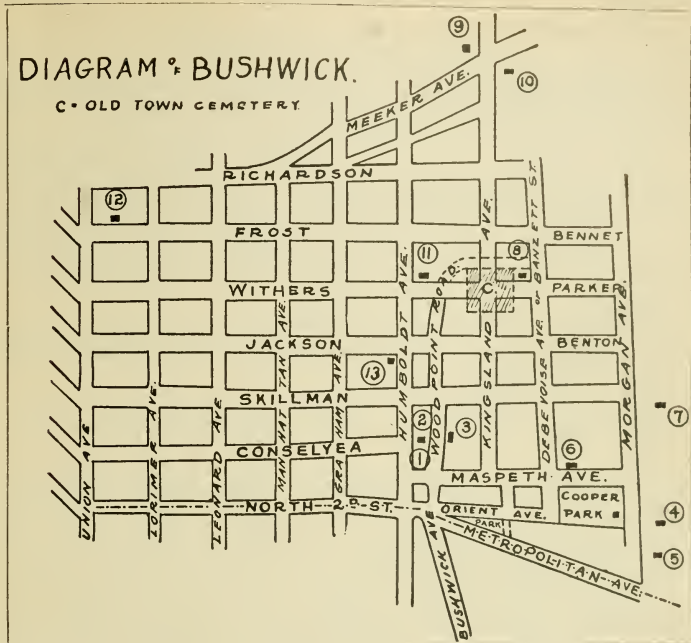 DIAGRAM OF BUSHWICK.
C - OLD TOWN CEMETERY.
9
10
MEEKER AVE.
RICHARDSON
12
FROST
BENNET
11
8
WITHERS
C
PARKER
JACKSON
BENTON
13
SKILLMAN
7
2
3
CONSELYEA
1
6
MASPETH AVE.
COOPER
PARK
4
NORTH 2D ST.
ORIENT AVE.
PARK
METROPOLITAN AVE.
5
UNION AVE
LORIMER AVE.
LEONARD AVE
MANHATTAN AVE.
GRAHAM AVE.
HUMBOLDT AVE.
WOOD POINT ROAD
KINGSLAND AVE.
DEBEVOISE AVE. OR BANZETT ST.
MORGAN AVE.
BUSHWICK AVE